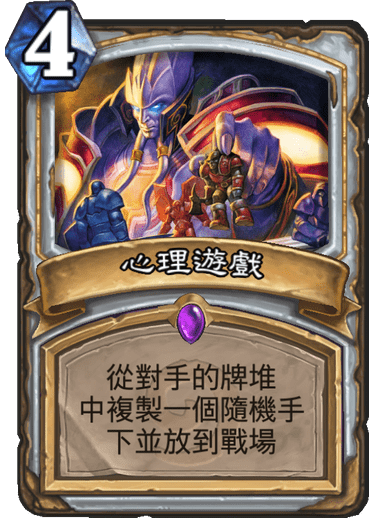 4
心理遊戲
從對手的牌堆
中複製一個隨機手
下並放到戰場